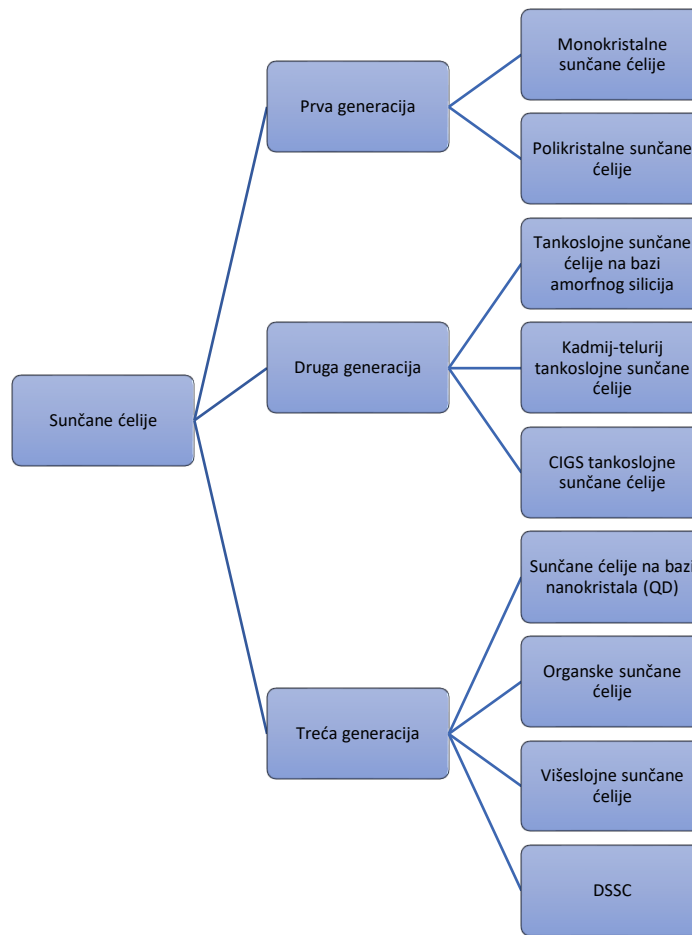 Sunčane ćelije
Prva generacija
Monokristalne
sunčane ćelije
Polikristalne sunčane
ćelije
Druga generacija
Tankoslojne sunčane
ćelije na bazi
amorfnog silicija
Kadmij-telurij
tankoslojne sunčane
ćelije
CIGS tankoslojne
sunčane ćelije
Treća generacija
Sunčane ćelije na bazi
nanokristala (QD)
Organske sunčane
ćelije
Višeslojne sunčane
ćelije
DSSC